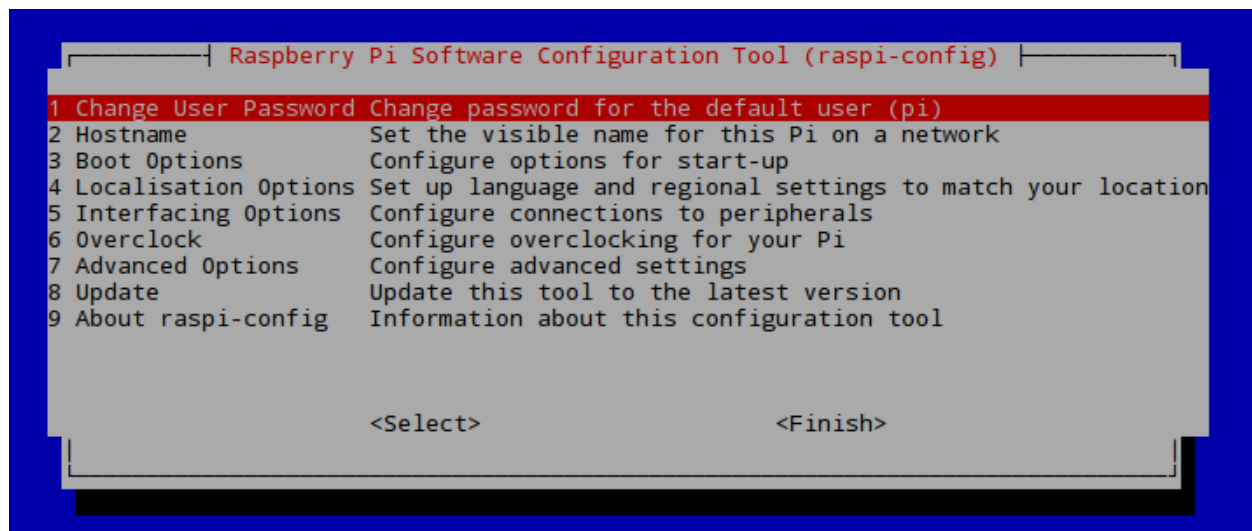 Raspberry Pi Software Configuration Tool (raspi-config)
1 Change User Password Change password for the default user (pi)
2 Hostname Set the visible name for this Pi on a network
3 Boot Options Configure options for start-up
4 Localisation Options Set up language and regional settings to match your location
5 Interfacing Options Configure connections to peripherals
6 Overclock Configure overclocking for your Pi
7 Advanced Options Configure advanced settings
8 Update Update this tool to the latest version
9 About raspi-config Information about this configuration tool
<Select> <Finish>